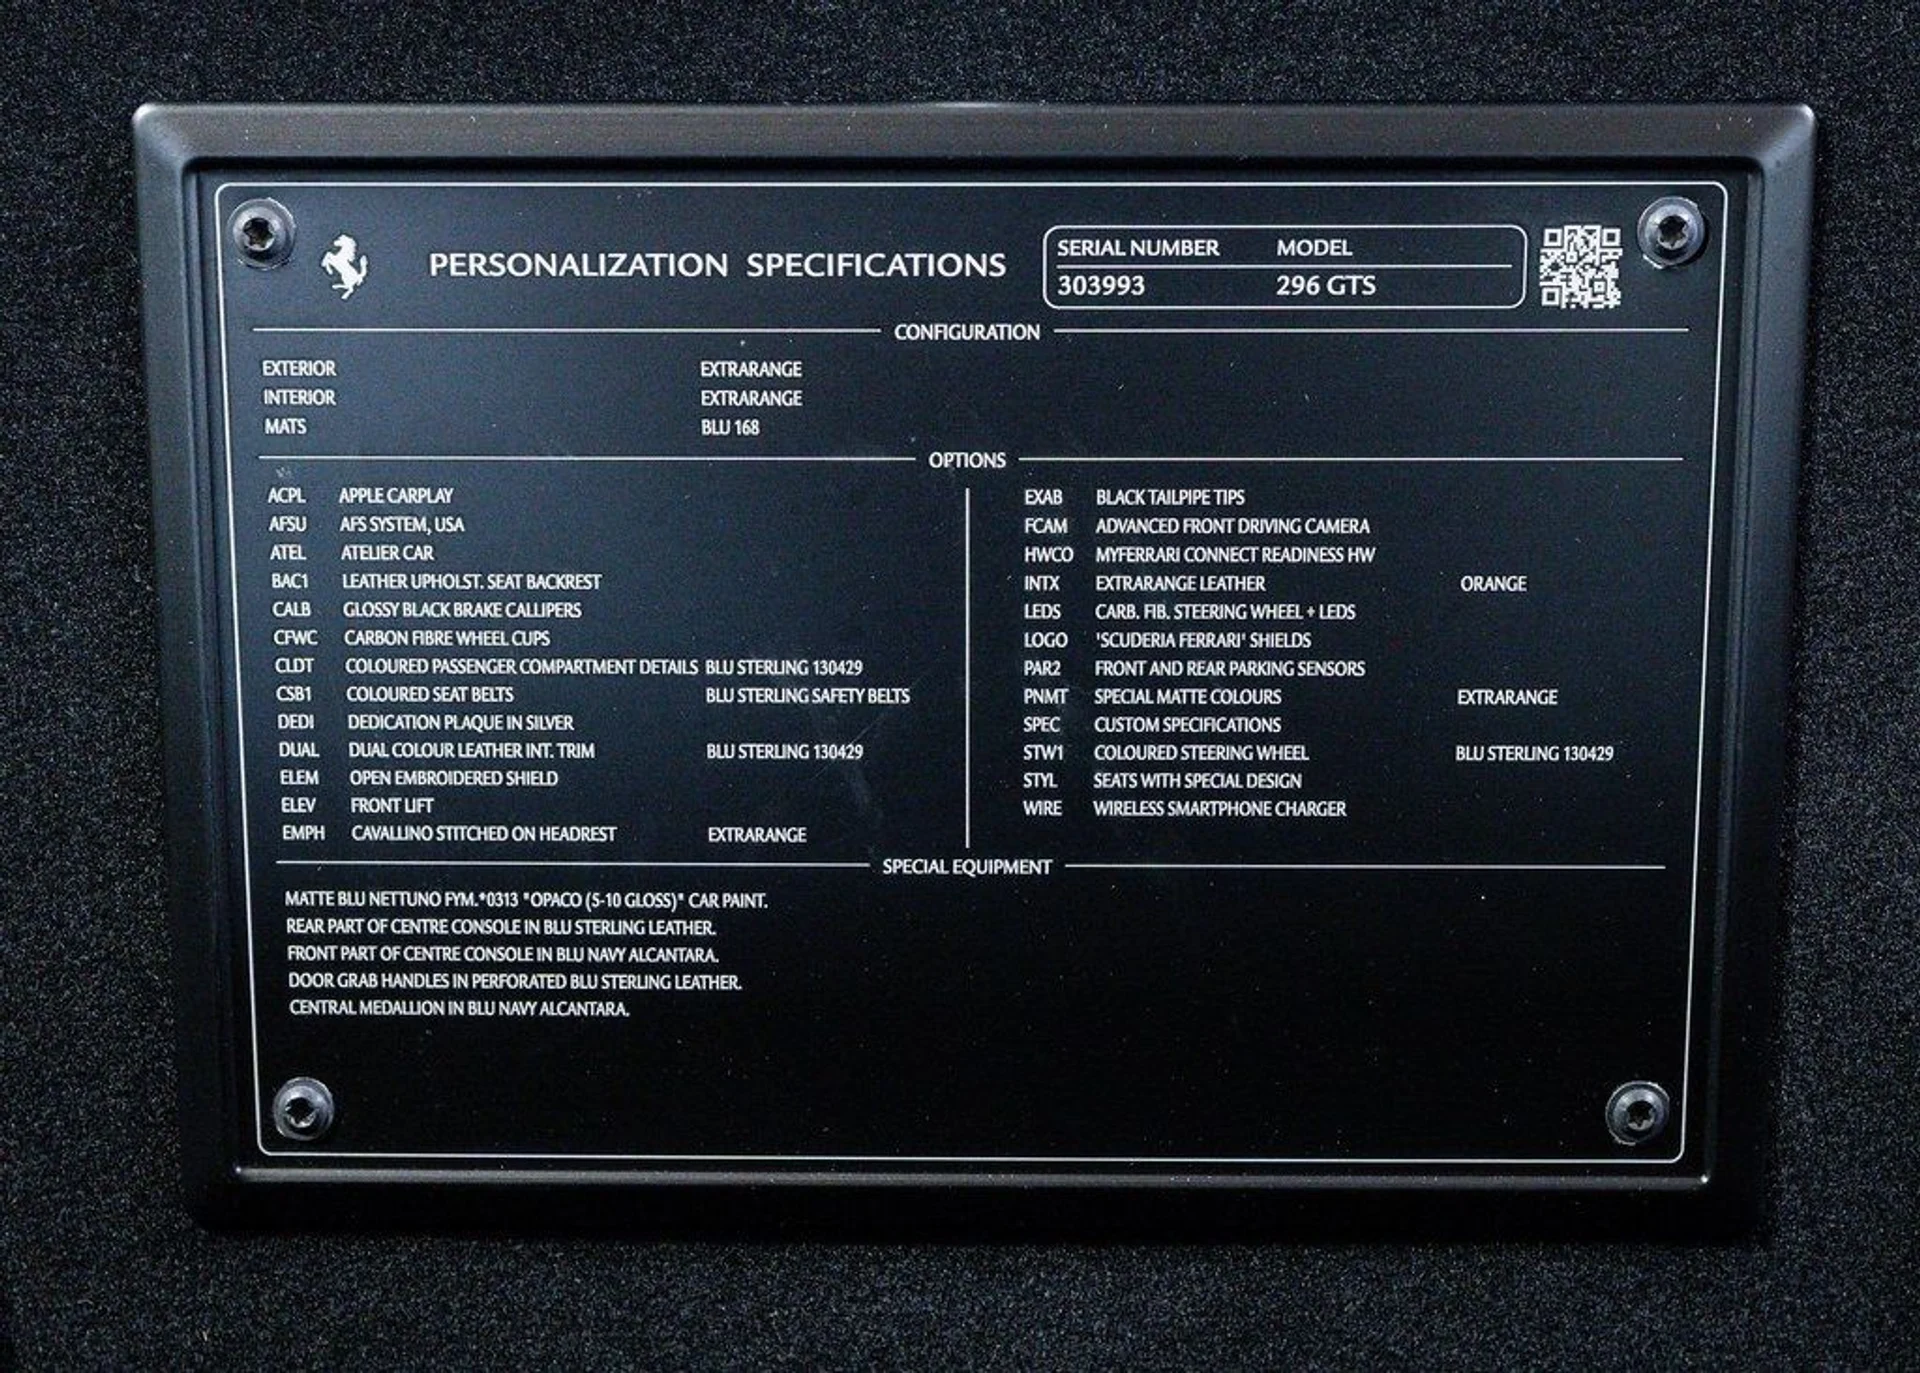 PERSONALIZATION SPECIFICATIONS
SERIAL NUMBER MODEL
303993 296 GTS
CONFIGURATION
EXTERIOR EXTRARANGE
INTERIOR EXTRARANGE
MATS BLU 168
OPTIONS
ACPL APPLE CARPLAY
AFSU AFS SYSTEM, USA
ATEL ATELIER CAR
BAC1 LEATHER UPHOLST. SEAT BACKREST
CALB GLOSSY BLACK BRAKE CALLIPERS
CFWC CARBON FIBRE WHEEL CUPS
CLDT COLOURED PASSENGER COMPARTMENT DETAILS BLU STERLING 130429
CSB1 COLOURED SEAT BELTS BLU STERLING SAFETY BELTS
DEDI DEDICATION PLAQUE IN SILVER
DUAL DUAL COLOUR LEATHER INT. TRIM BLU STERLING 130429
ELEM OPEN EMBROIDERED SHIELD
ELEV FRONT LIFT
EMPH CAVALLINO STITCHED ON HEADREST EXTRARANGE
EXAB BLACK TAILPIPE TIPS
FCAM ADVANCED FRONT DRIVING CAMERA
HWCO MYFERRARI CONNECT READINESS HW
INTX EXTRARANGE LEATHER ORANGE
LEDS CARB. FIB. STEERING WHEEL + LEDS
LOGO 'SCUDERIA FERRARI' SHIELDS
PAR2 FRONT AND REAR PARKING SENSORS
PNMT SPECIAL MATTE COLOURS EXTRARANGE
SPEC CUSTOM SPECIFICATIONS
STW1 COLOURED STEERING WHEEL BLU STERLING 130429
STYL SEATS WITH SPECIAL DESIGN
WIRE WIRELESS SMARTPHONE CHARGER
SPECIAL EQUIPMENT
MATTE BLU NETTUNO FYM.*0313 "OPACO (5-10 GLOSS)" CAR PAINT.
REAR PART OF CENTRE CONSOLE IN BLU STERLING LEATHER.
FRONT PART OF CENTRE CONSOLE IN BLU NAVY ALCANTARA.
DOOR GRAB HANDLES IN PERFORATED BLU STERLING LEATHER.
CENTRAL MEDALLION IN BLU NAVY ALCANTARA.